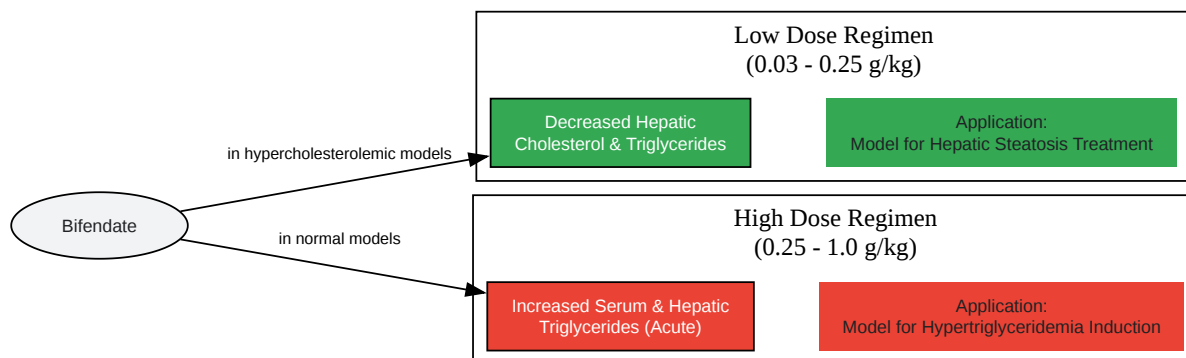 Low Dose Regimen
(0.03 - 0.25 g/kg)
Decreased Hepatic
Cholesterol & Triglycerides
Application:
Model for Hepatic Steatosis Treatment
in hypercholesterolemic models
Bifendate
in normal models
High Dose Regimen
(0.25 - 1.0 g/kg)
Increased Serum & Hepatic
Triglycerides (Acute)
Application:
Model for Hypertriglyceridemia Induction